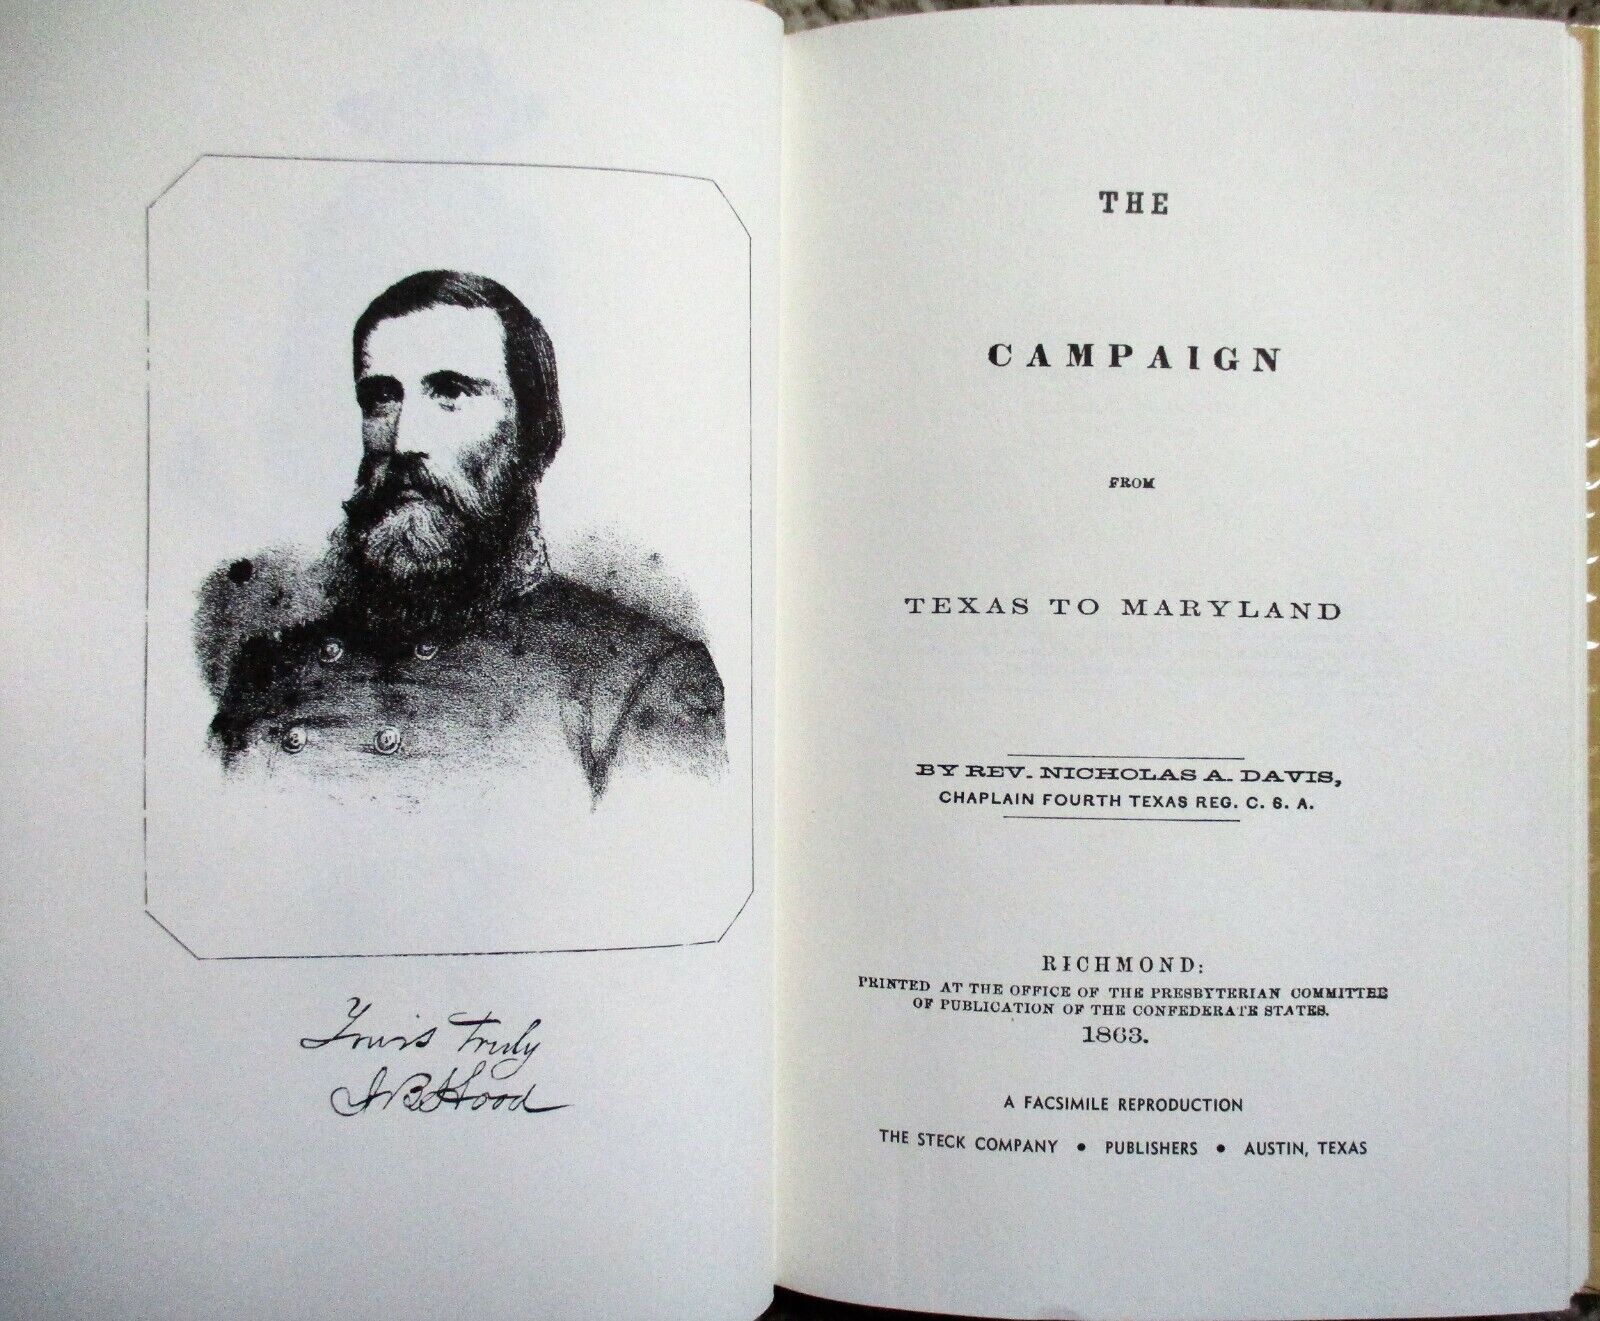 Yours Truly
J B Hood
THE
CAMPAIGN
FROM
TEXAS TO MARYLAND
BY REV. NICHOLAS A. DAVIS,
CHAPLAIN FOURTH TEXAS REG. C. S. A.
RICHMOND:
PRINTED AT THE OFFICE OF THE PRESBYTERIAN COMMITTEE
OF PUBLICATION OF THE CONFEDERATE STATES.
1863.
A FACSIMILE REPRODUCTION
THE STECK COMPANY • PUBLISHERS • AUSTIN, TEXAS